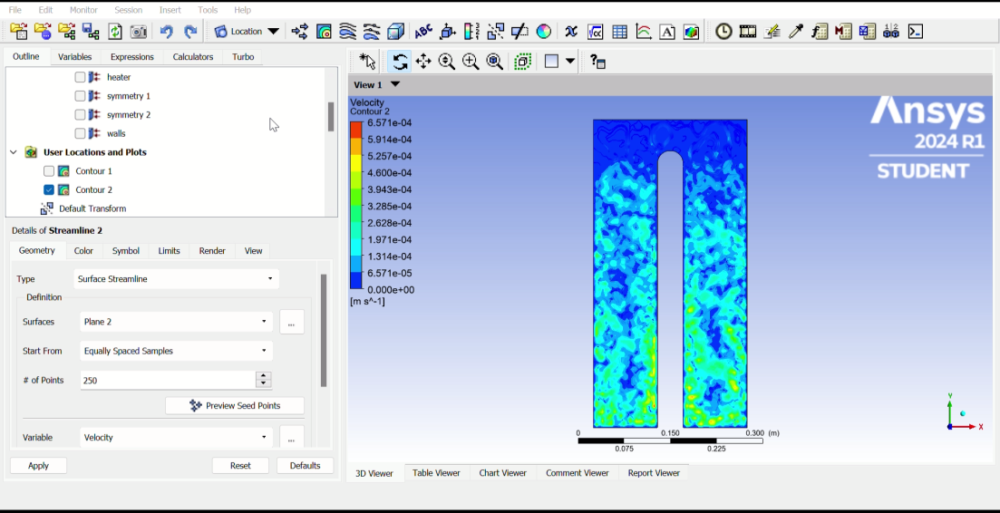 File Edit Monitor Session Insert Tools Help
Location
Outline Variables Expressions Calculators Turbo
heater
symmetry 1
symmetry 2
walls
User Locations and Plots
Contour 1
Contour 2
Default Transform
Details of Streamline 2
Geometry Color Symbol Limits Render View
Type Surface Streamline
Definition
Surfaces Plane 2 ...
Start From Equally Spaced Samples
# of Points 250
Preview Seed Points
Variable Velocity ...
Apply Reset Defaults
View 1
Velocity
Contour 2
6.571e-04
5.914e-04
5.257e-04
4.600e-04
3.943e-04
3.285e-04
2.628e-04
1.971e-04
1.314e-04
6.571e-05
0.000e+00
[m s^-1]
Ansys
2024 R1
STUDENT
0 0.150 0.300 (m)
0.075 0.225
Y
X
3D Viewer Table Viewer Chart Viewer Comment Viewer Report Viewer